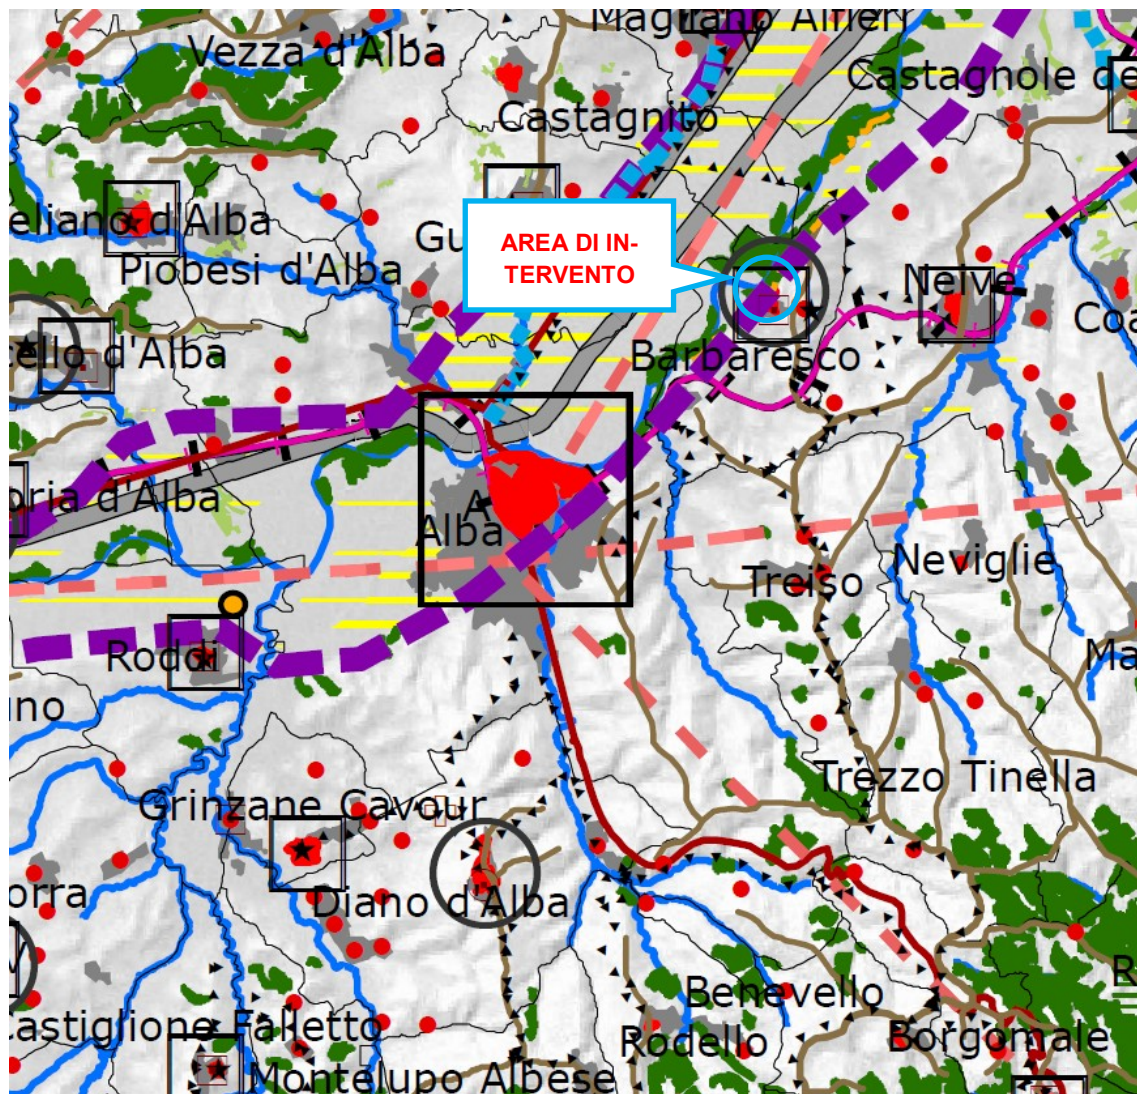 Magliano Alfieri
Vezza d'Alba
Castagnole de
Castagnito
eliano d'Alba
Gu
AREA DI IN-
TERVENTO
Piobesi d'Alba
Neive
Coa
cello d'Alba
Barbaresco
oria d'Alba
A
Alba
Neviglie
Treiso
Roddi
Ma
no
Trezzo Tinella
Grinzane Cavour
orra
Diano d'Alba
R
Benevello
Castiglione Falletto
Rodello
Borgomale
Montelupo Albese